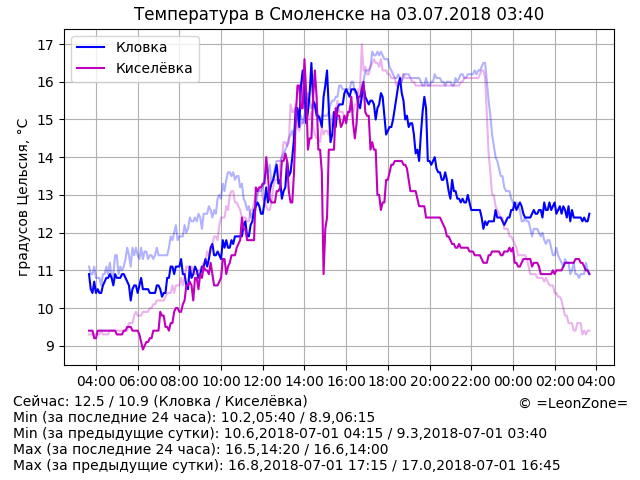 Температура в Смоленске на 03.07.2018 03:40
Кловка
Киселёвка
градусов Цельсия, °C
17
16
15
14
13
12
11
10
9
04:00 06:00 08:00 10:00 12:00 14:00 16:00 18:00 20:00 22:00 00:00 02:00 04:00
Сейчас: 12.5 / 10.9 (Кловка / Киселёвка)
© =LeonZone=
Min (за последние 24 часа): 10.2,05:40 / 8.9,06:15
Min (за предыдущие сутки): 10.6,2018-07-01 04:15 / 9.3,2018-07-01 03:40
Max (за последние 24 часа): 16.5,14:20 / 16.6,14:00
Max (за предыдущие сутки): 16.8,2018-07-01 17:15 / 17.0,2018-07-01 16:45